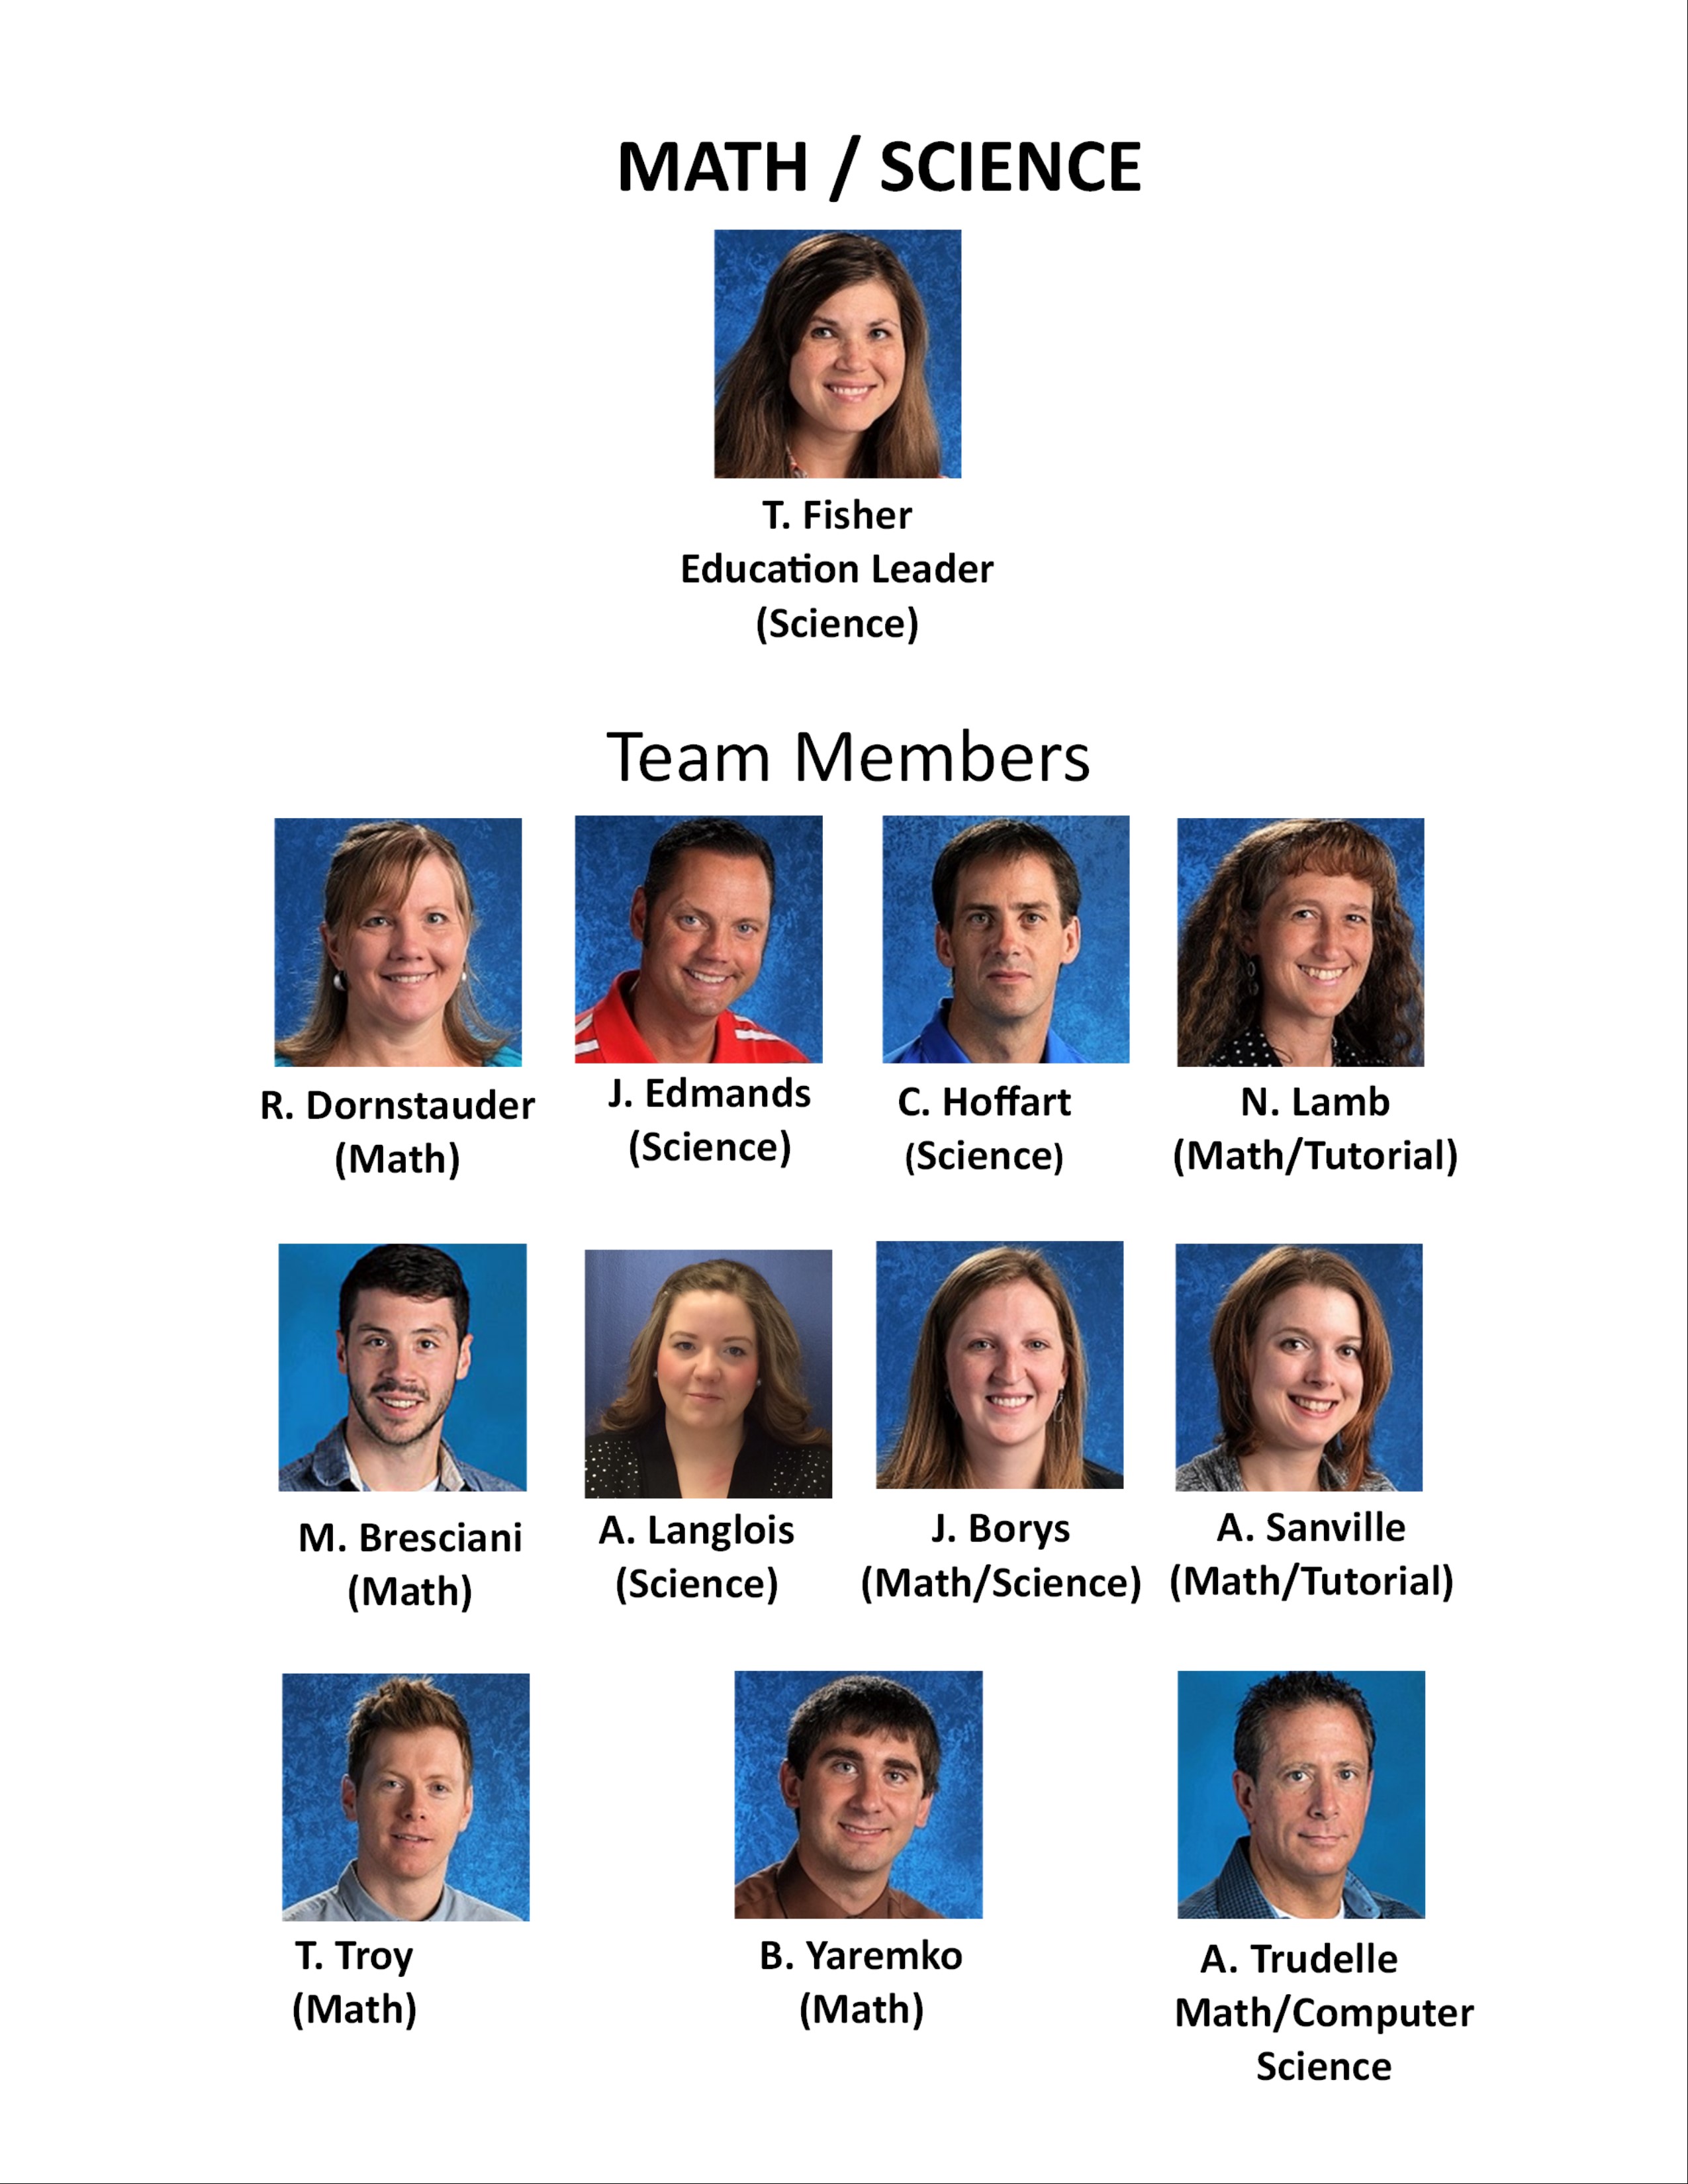 MATH / SCIENCE
T. Fisher
Education Leader
(Science)
Team Members
R. Dornstauder
(Math)
J. Edmands
(Science)
C. Hoffart
(Science)
N. Lamb
(Math/Tutorial)
M. Bresciani
(Math)
A. Langlois
(Science)
J. Borys
(Math/Science)
A. Sanville
(Math/Tutorial)
T. Troy
(Math)
B. Yaremko
(Math)
A. Trudelle
Math/Computer
Science